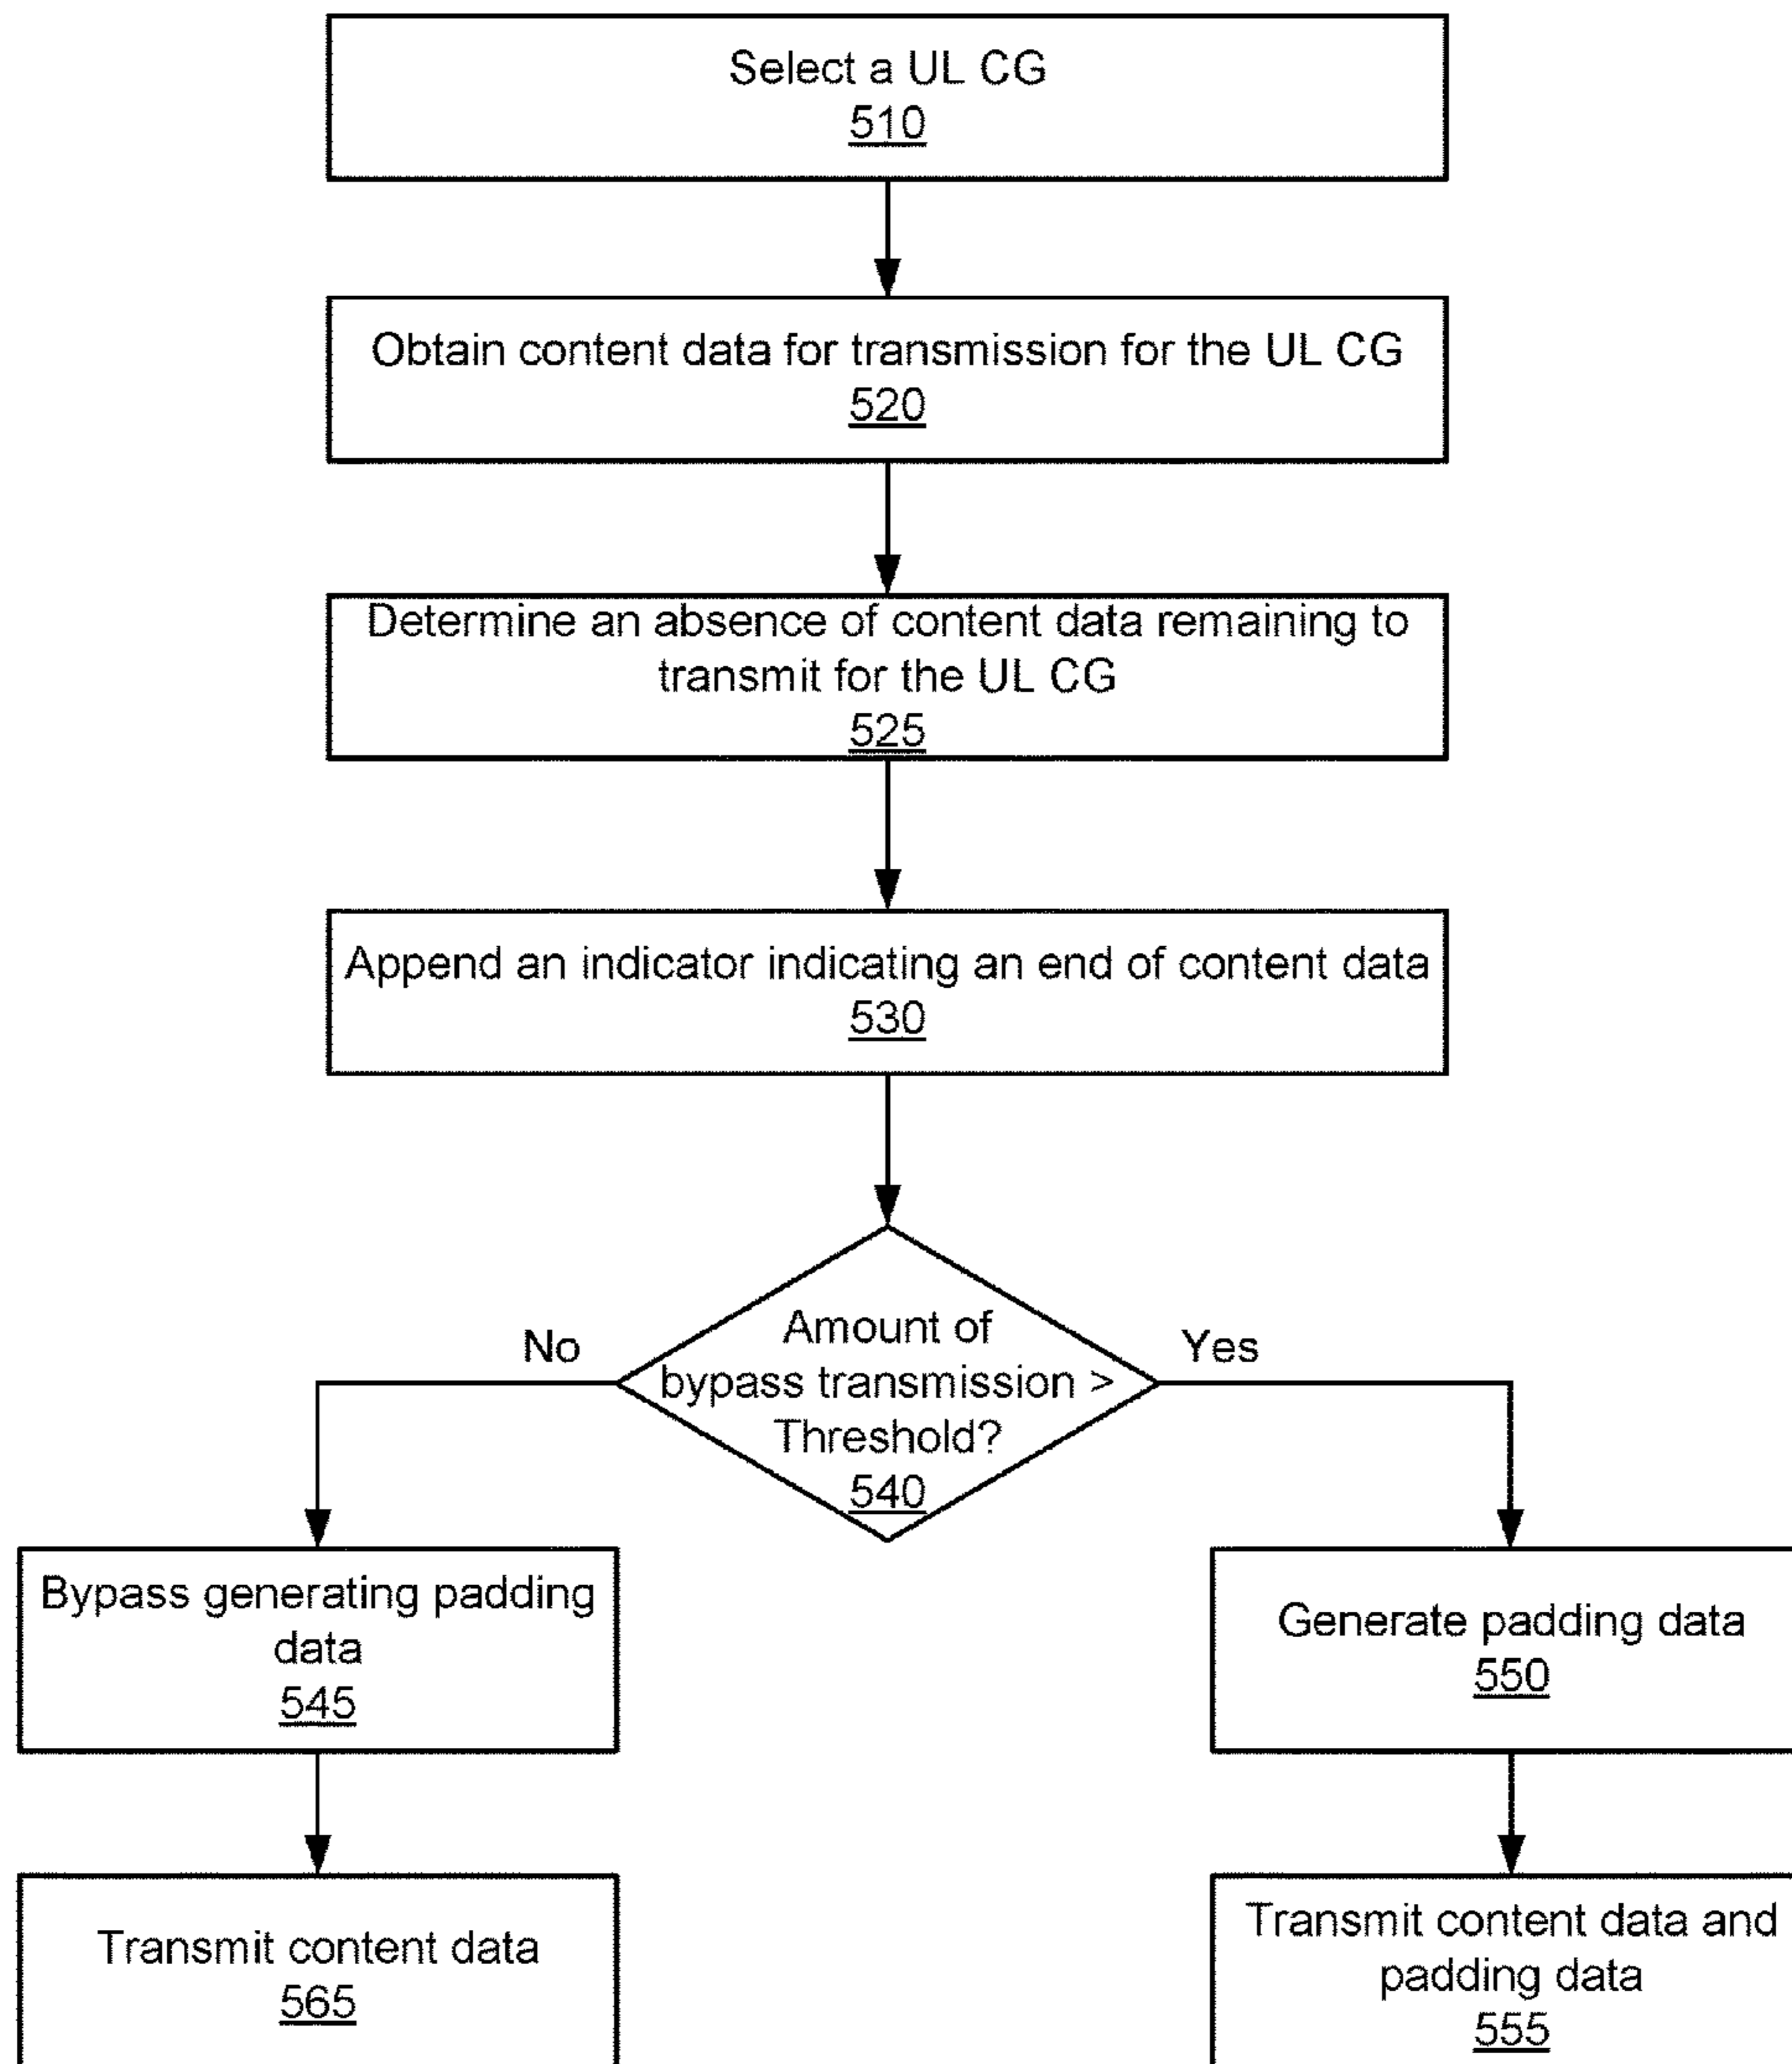 Select a UL CG
510
Obtain content data for transmission for the UL CG
520
Determine an absence of content data remaining to
transmit for the UL CG
525
Append an indicator indicating an end of content data
530
Amount of
bypass transmission >
Threshold?
540
No
Yes
Bypass generating padding
data
545
Generate padding data
550
Transmit content data
565
Transmit content data and
padding data
555